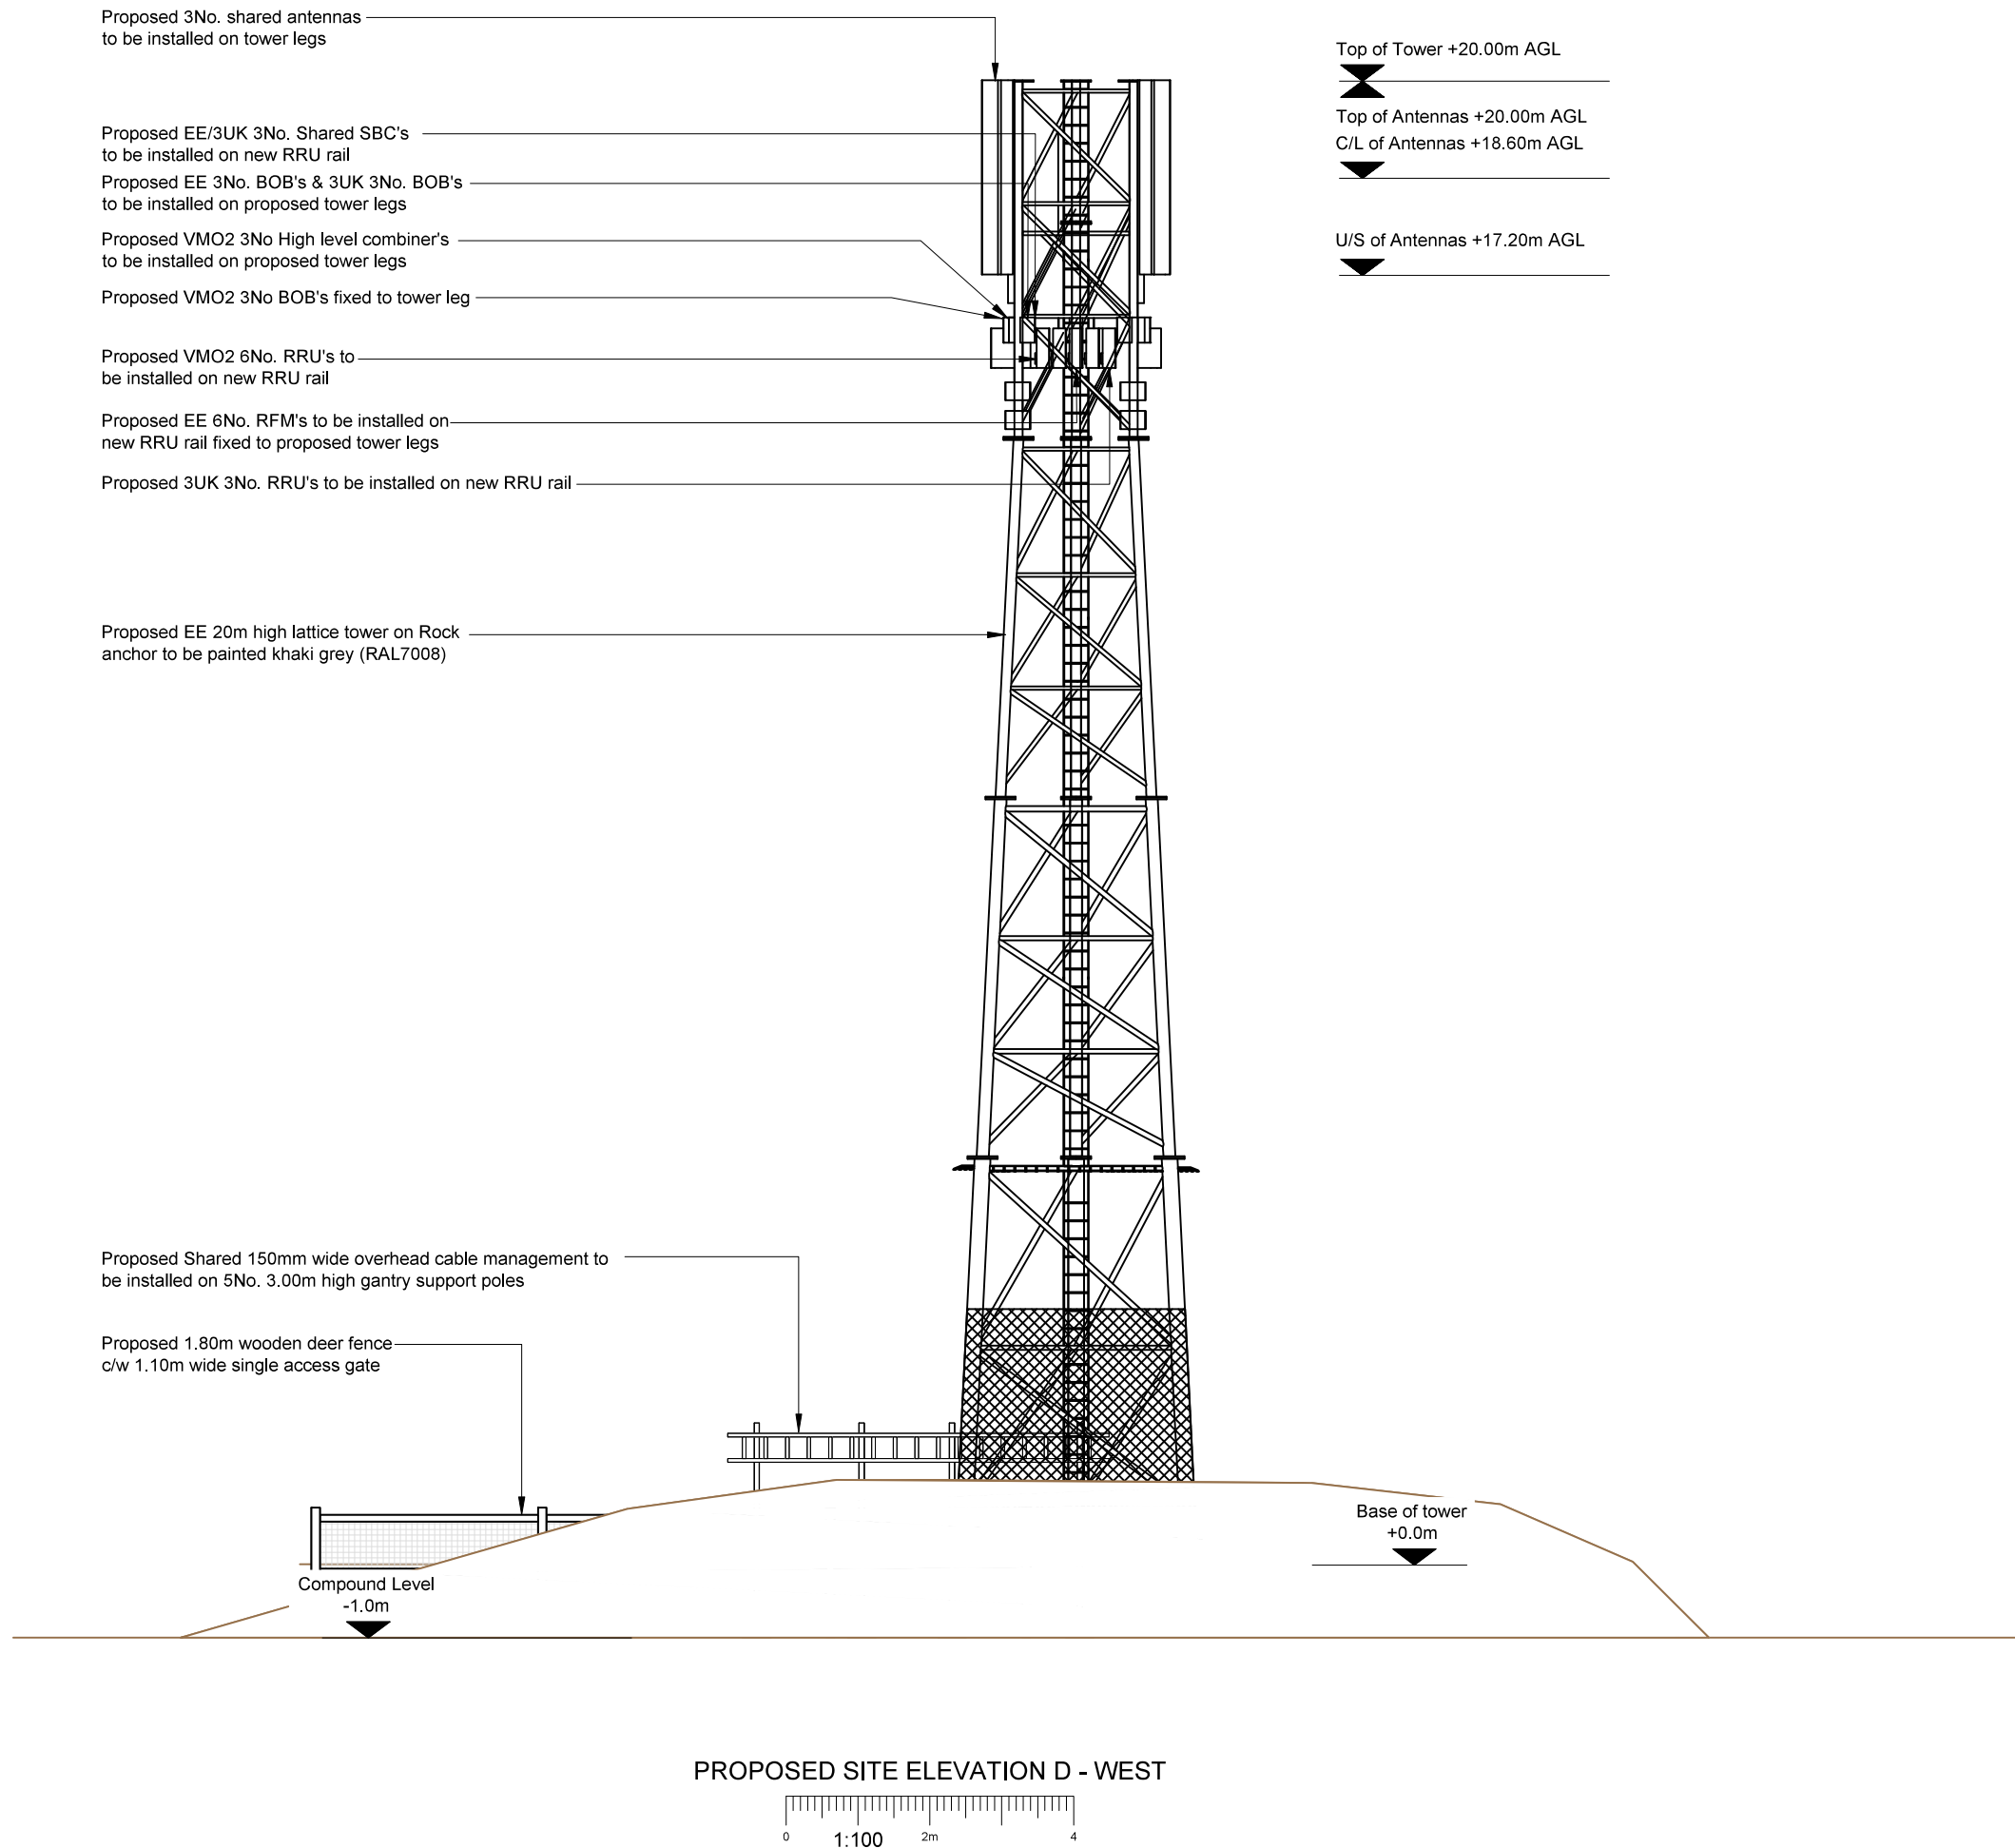 Proposed 3No. shared antennas
to be installed on tower legs
Proposed EE/3UK 3No. Shared SBC's
to be installed on new RRU rail
Proposed EE 3No. BOB's & 3UK 3No. BOB's
to be installed on proposed tower legs
Proposed VMO2 3No High level combiner's
to be installed on proposed tower legs
Proposed VMO2 3No BOB's fixed to tower leg
Proposed VMO2 6No. RRU's to
be installed on new RRU rail
Proposed EE 6No. RFM's to be installed on
new RRU rail fixed to proposed tower legs
Proposed 3UK 3No. RRU's to be installed on new RRU rail
Proposed EE 20m high lattice tower on Rock
anchor to be painted khaki grey (RAL7008)
Proposed Shared 150mm wide overhead cable management to
be installed on 5No. 3.00m high gantry support poles
Proposed 1.80m wooden deer fence
c/w 1.10m wide single access gate
Top of Tower +20.00m AGL
Top of Antennas +20.00m AGL
C/L of Antennas +18.60m AGL
U/S of Antennas +17.20m AGL
Base of tower
+0.0m
Compound Level
-1.0m
PROPOSED SITE ELEVATION D - WEST
0 1:100 2m 4